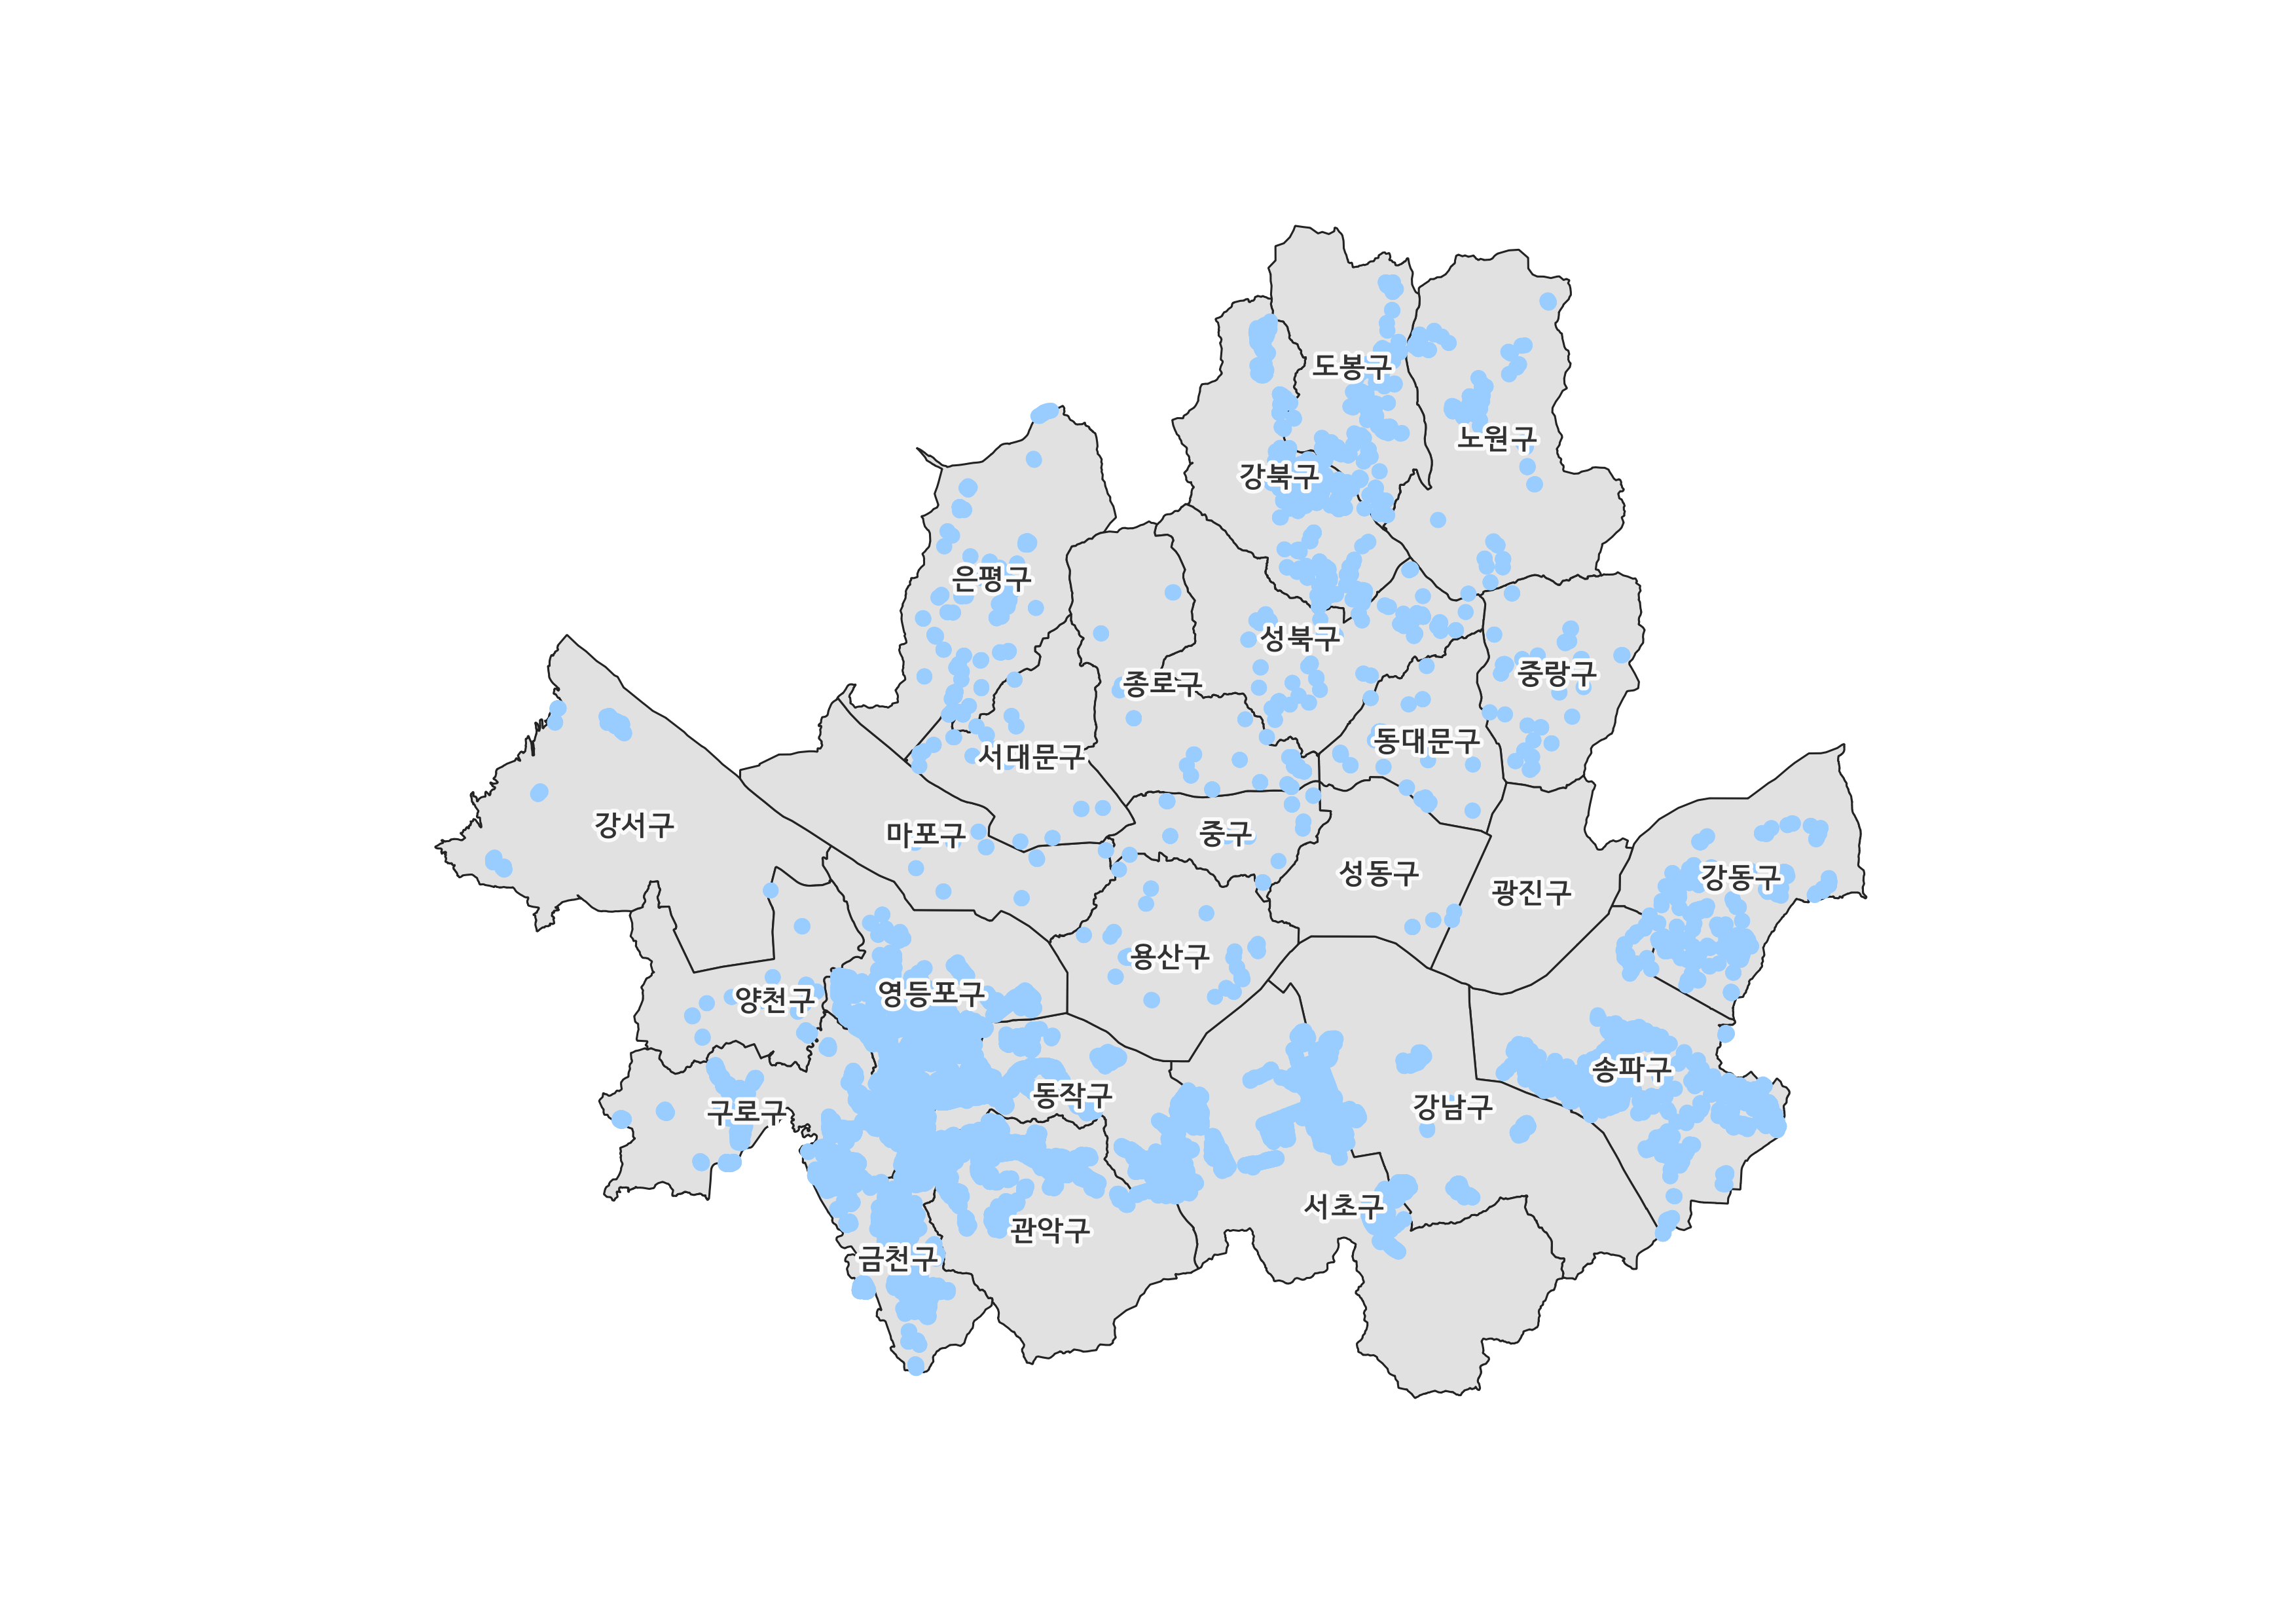 도봉구
노원구
강북구
은평구
성북구
중랑구
종로구
동대문구
서대문구
강서구
마포구
중구
성동구
강동구
광진구
용산구
영등포구
양천구
송파구
동작구
강남구
구로구
서초구
관악구
금천구